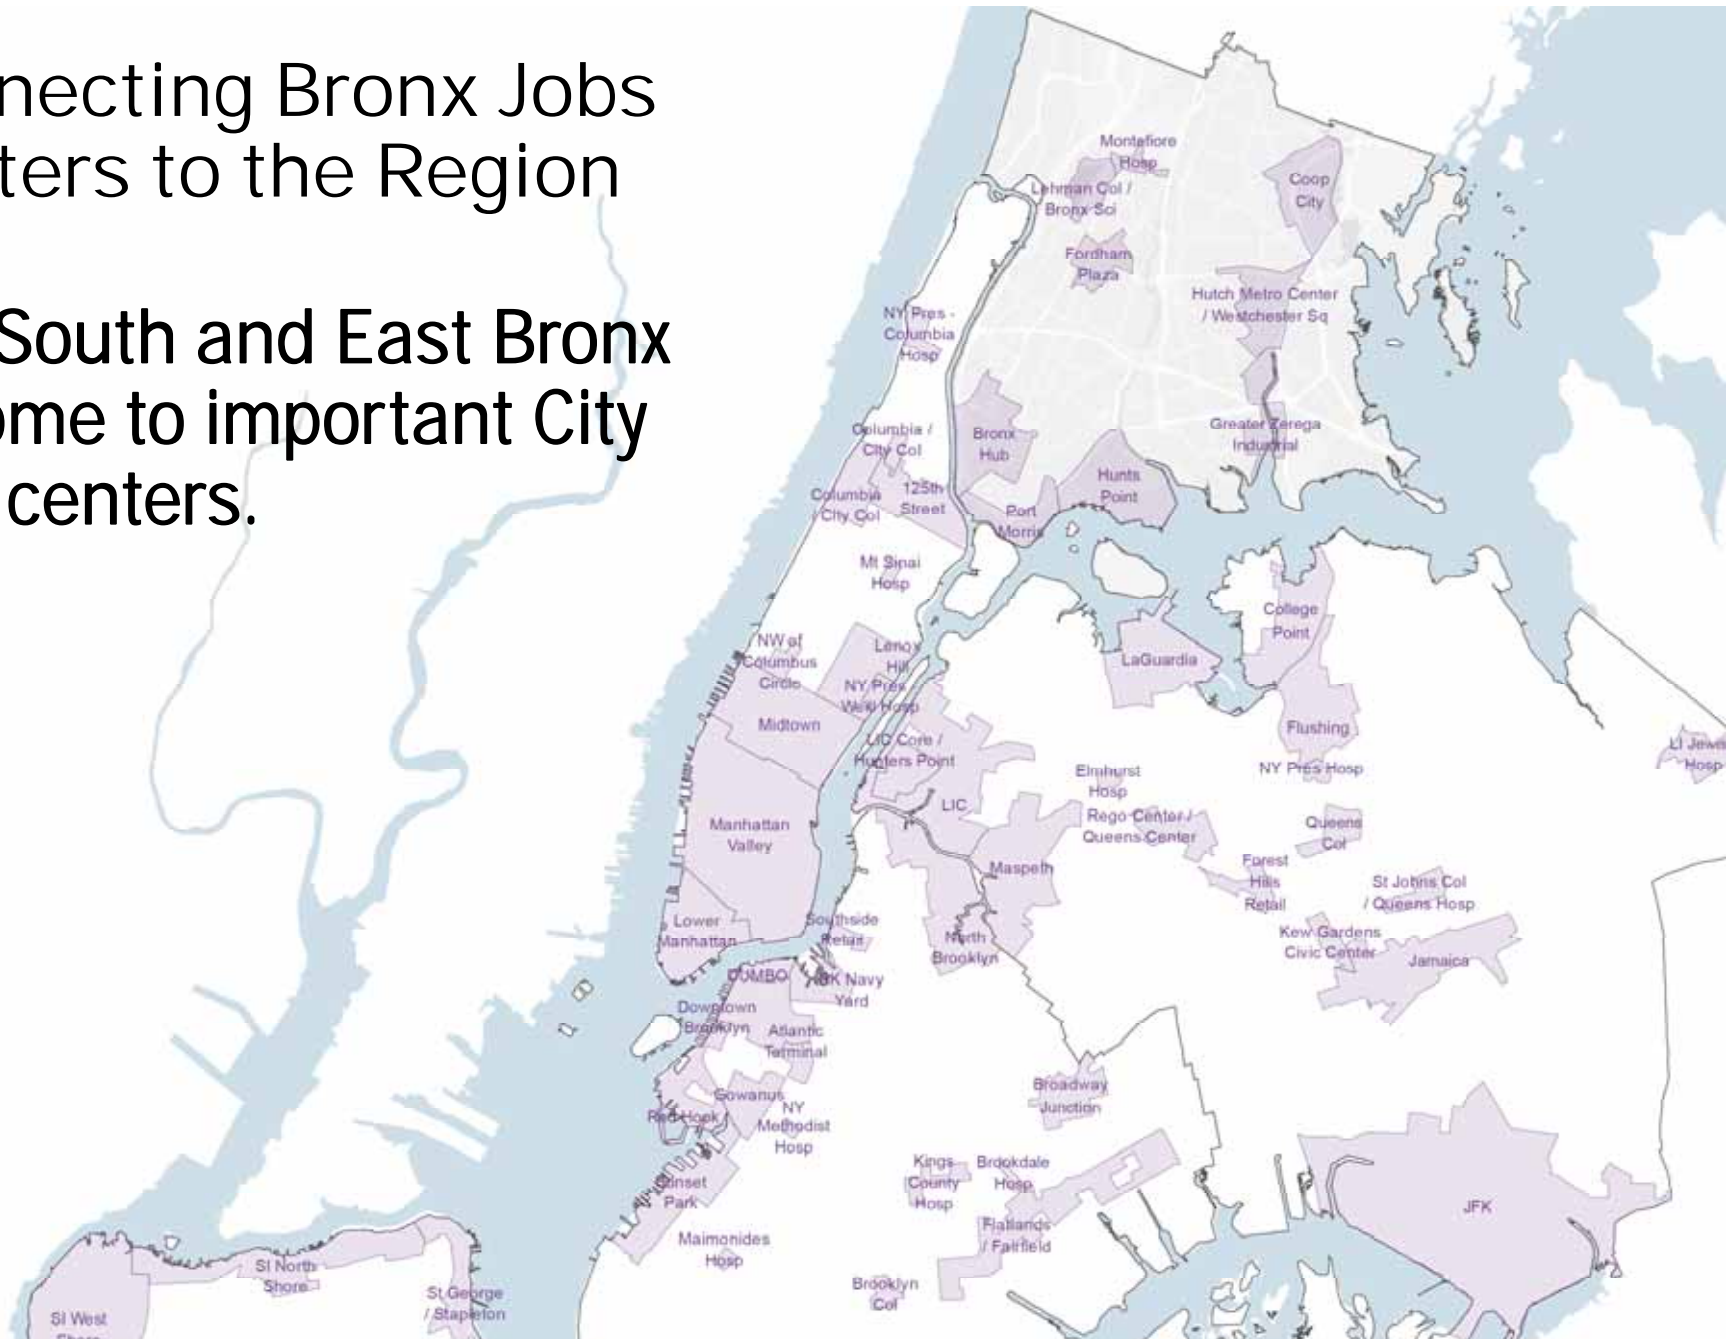 nnecting Bronx Jobs
ters to the Region
South and East Bronx
ome to important City
centers.
Montefiore
Hosp
Lehman Col /
Bronx Sci
Coop
City
Fordham
Plaza
Hutch Metro Center
/ Westchester Sq
NY Pres -
Columbia
Hosp
Greater Zerega
Industrial
Columbia /
City Col
Bronx
Hub
Hunts
Point
Columbia
/ City Col
125th
Street
Port
Morris
Mt Sinai
Hosp
College
Point
NW of
Columbus
Circle
Lenox
Hill
LaGuardia
NY Pres
Weill Hosp
Midtown
Flushing
LIC Core /
Hunters Point
LI Jewe
Hosp
NY Pres Hosp
Elmhurst
Hosp
LIC
Rego Center /
Queens Center
Manhattan
Valley
Queens
Col
Maspeth
Forest
Hills
Retail
St Johns Col
/ Queens Hosp
Lower
Manhattan
Southside
Retail
North
Brooklyn
Kew Gardens
Civic Center
Jamaica
DUMBO
BK Navy
Yard
Downtown
Brooklyn
Atlantic
Terminal
Broadway
Junction
Gowanus
Red Hook /
NY
Methodist
Hosp
Kings
County
Hosp
Brookdale
Hosp
Sunset
Park
JFK
Flatlands
/ Fairfield
Maimonides
Hosp
SI North
Shore
St George
/ Stapleton
Brooklyn
Col
SI West
Shore